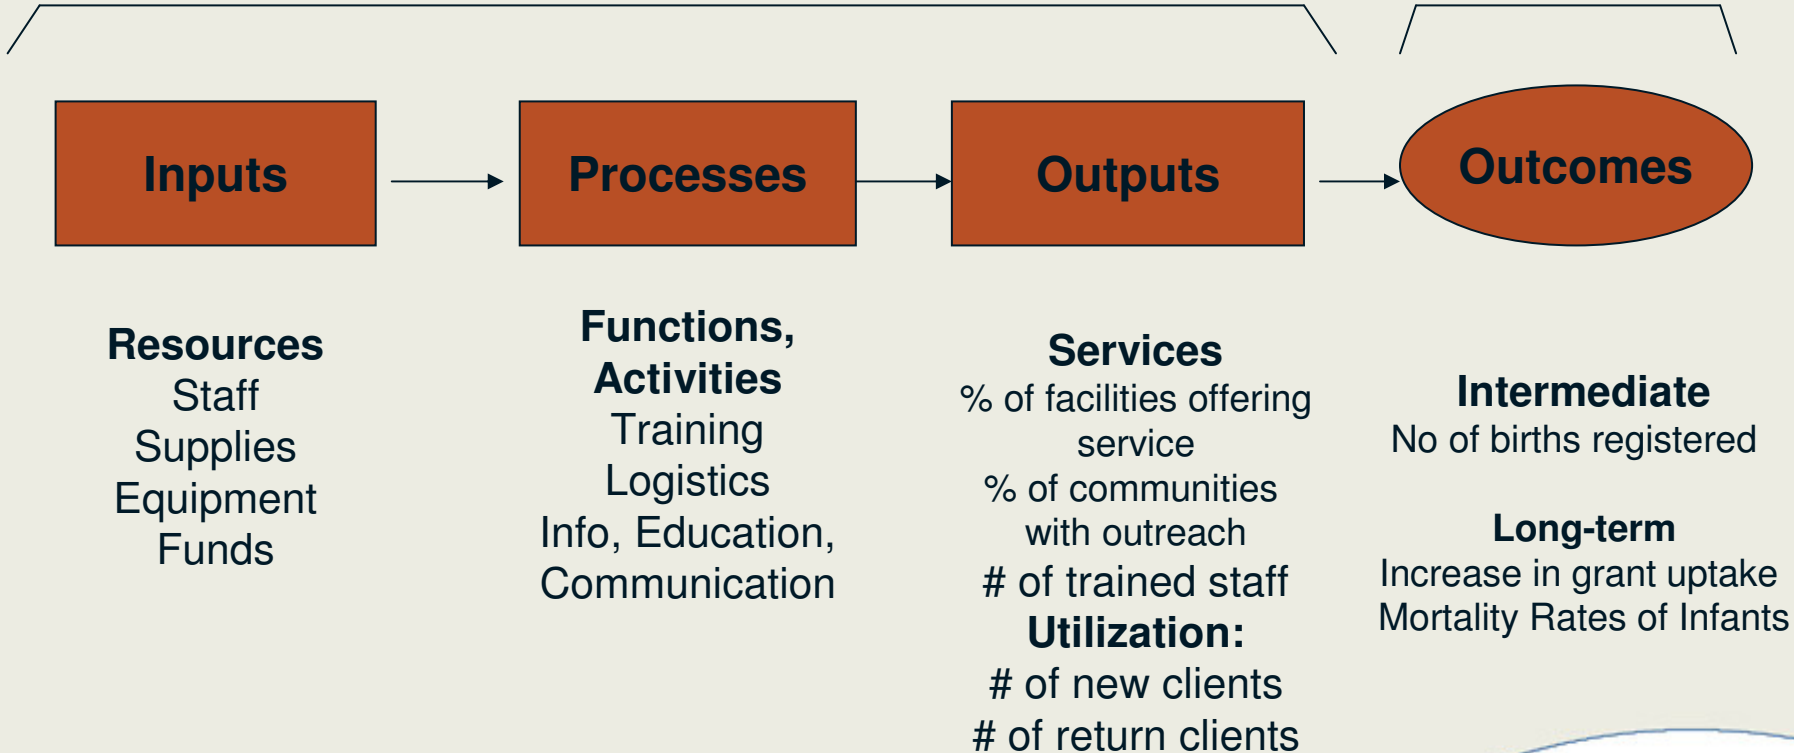 Inputs
Processes
Outputs
Outcomes
Resources
Staff
Supplies
Equipment
Funds
Functions,
Activities
Training
Logistics
Info, Education,
Communication
Services
% of facilities offering
service
% of communities
with outreach
# of trained staff
Utilization:
# of new clients
# of return clients
Intermediate
No of births registered
Long-term
Increase in grant uptake
Mortality Rates of Infants